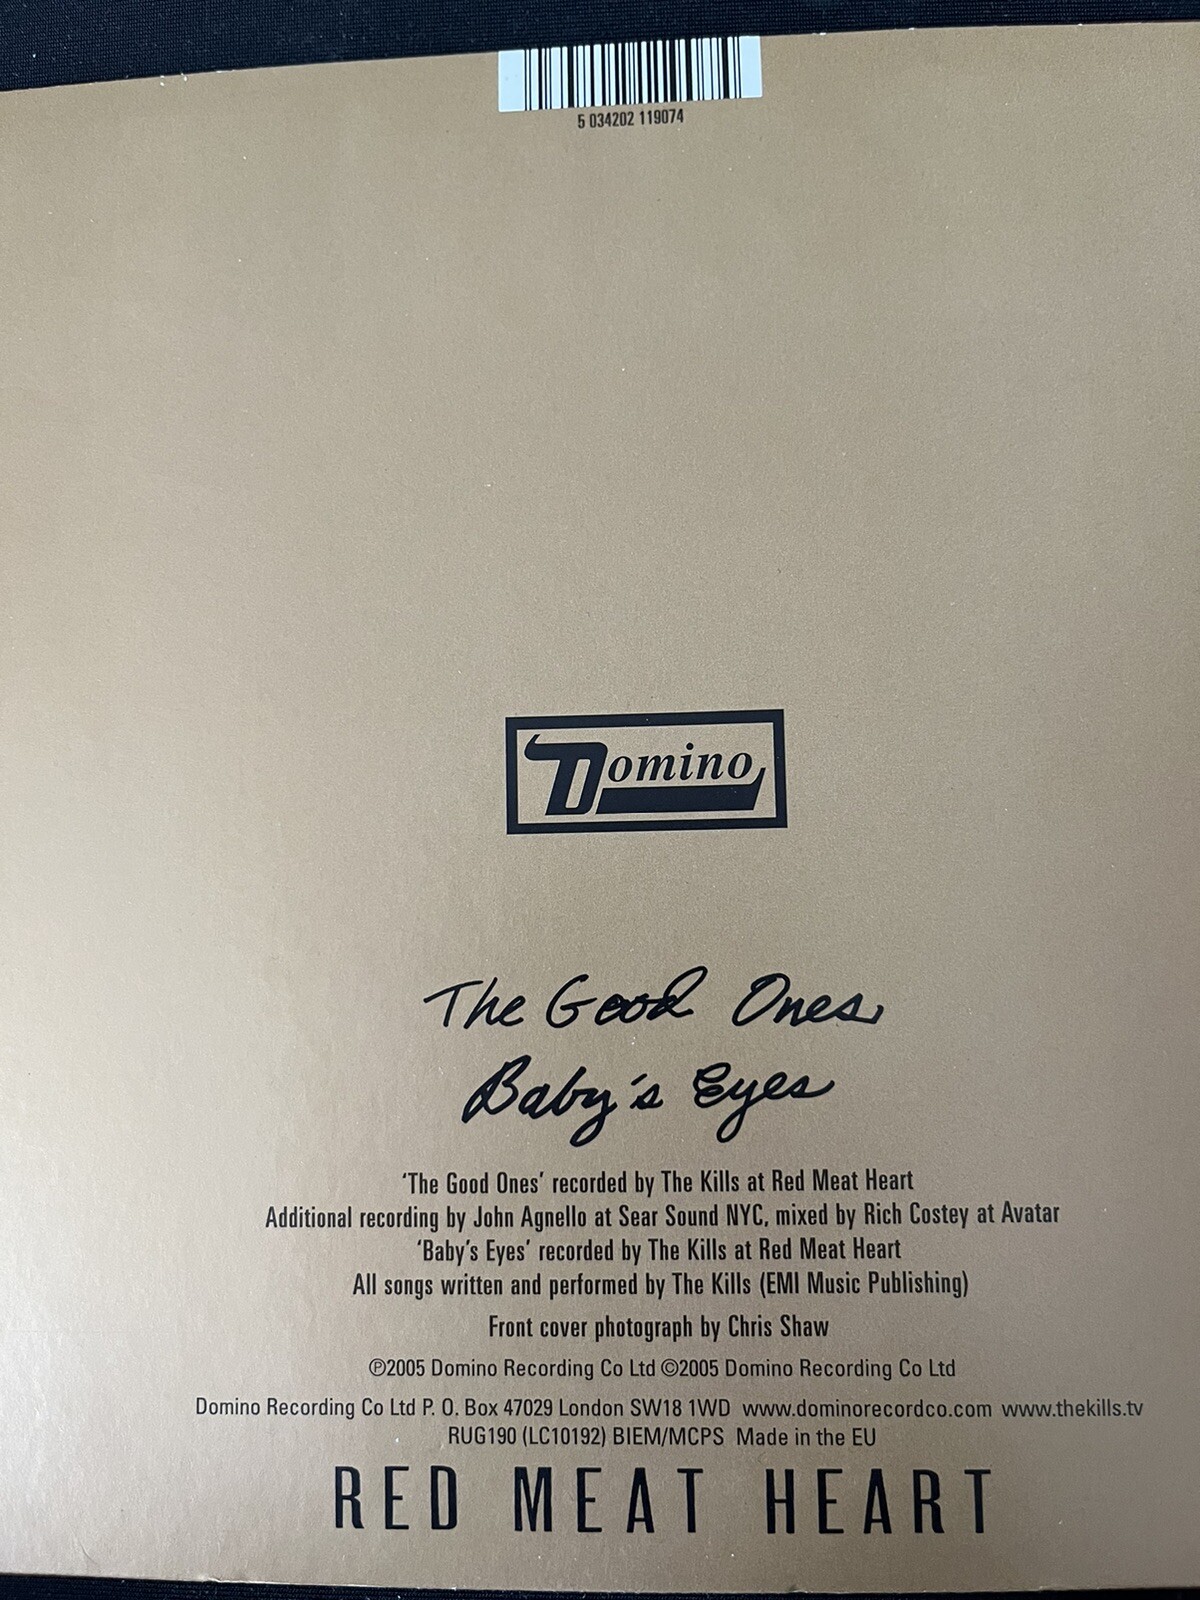 5 034202 119074
Domino
The Good Ones
Baby's Eyes
‘The Good Ones’ recorded by The Kills at Red Meat Heart
Additional recording by John Agnello at Sear Sound NYC, mixed by Rich Costey at Avatar
‘Baby’s Eyes’ recorded by The Kills at Red Meat Heart
All songs written and performed by The Kills (EMI Music Publishing)
Front cover photograph by Chris Shaw
℗2005 Domino Recording Co Ltd ©2005 Domino Recording Co Ltd
Domino Recording Co Ltd P. O. Box 47029 London SW18 1WD www.dominorecordco.com www.thekills.tv
RUG190 (LC10192) BIEM/MCPS Made in the EU
RED MEAT HEART